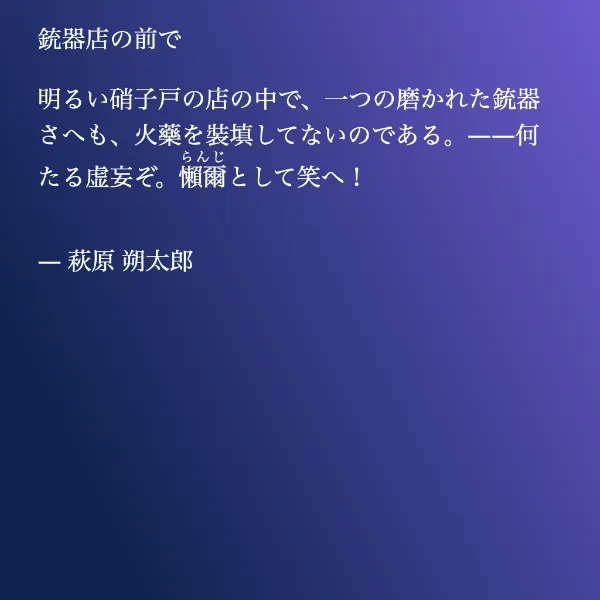 銃器店の前で
明るい硝子戸の店の中で、一つの磨かれた銃器
さへも、火藥を裝填してないのである。——何
たる虚妄ぞ。懶爾として笑へ！
らんじ
— 萩原 朔太郎